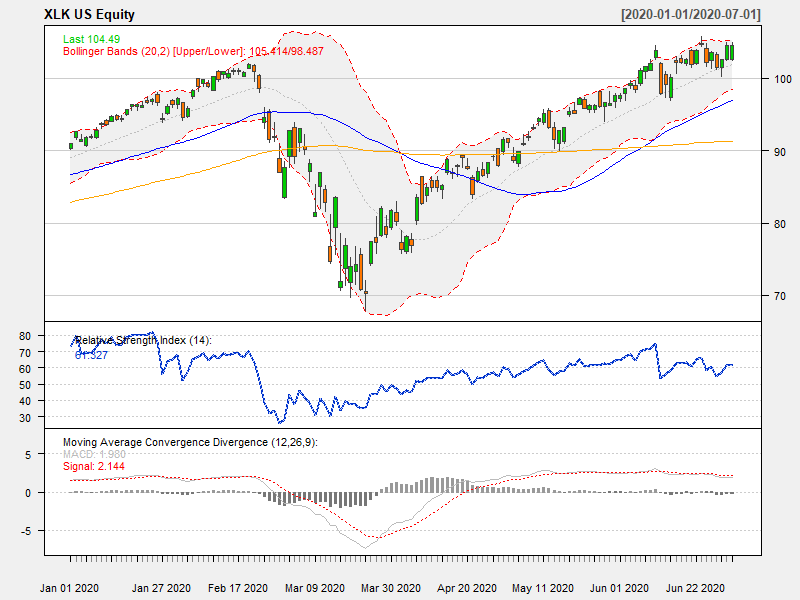 XLK US Equity [2020-01-01/2020-07-01]
Last 104.49
Bollinger Bands (20,2) [Upper/Lower]: 105.414/98.487
100
90
80
70
Relative Strength Index (14):
61.327
80
70
60
50
40
30
Moving Average Convergence Divergence (12,26,9):
MACD: 1.980
Signal: 2.144
5
0
-5
Jan 01 2020 Jan 27 2020 Feb 17 2020 Mar 09 2020 Mar 30 2020 Apr 20 2020 May 11 2020 Jun 01 2020 Jun 22 2020